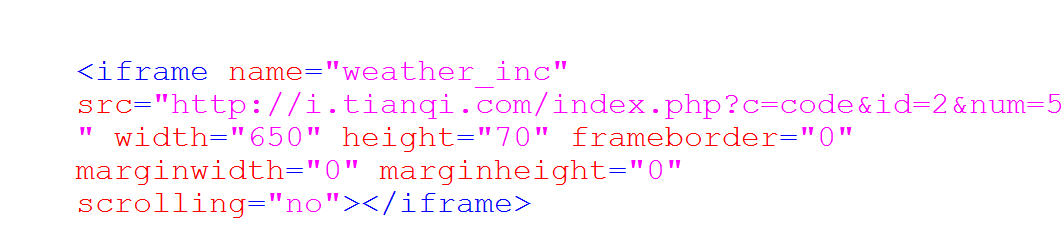 <iframe name="weather_inc"
src="http://i.tianqi.com/index.php?c=code&id=2&num=5
" width="650" height="70" frameborder="0"
marginwidth="0" marginheight="0"
scrolling="no"></iframe>